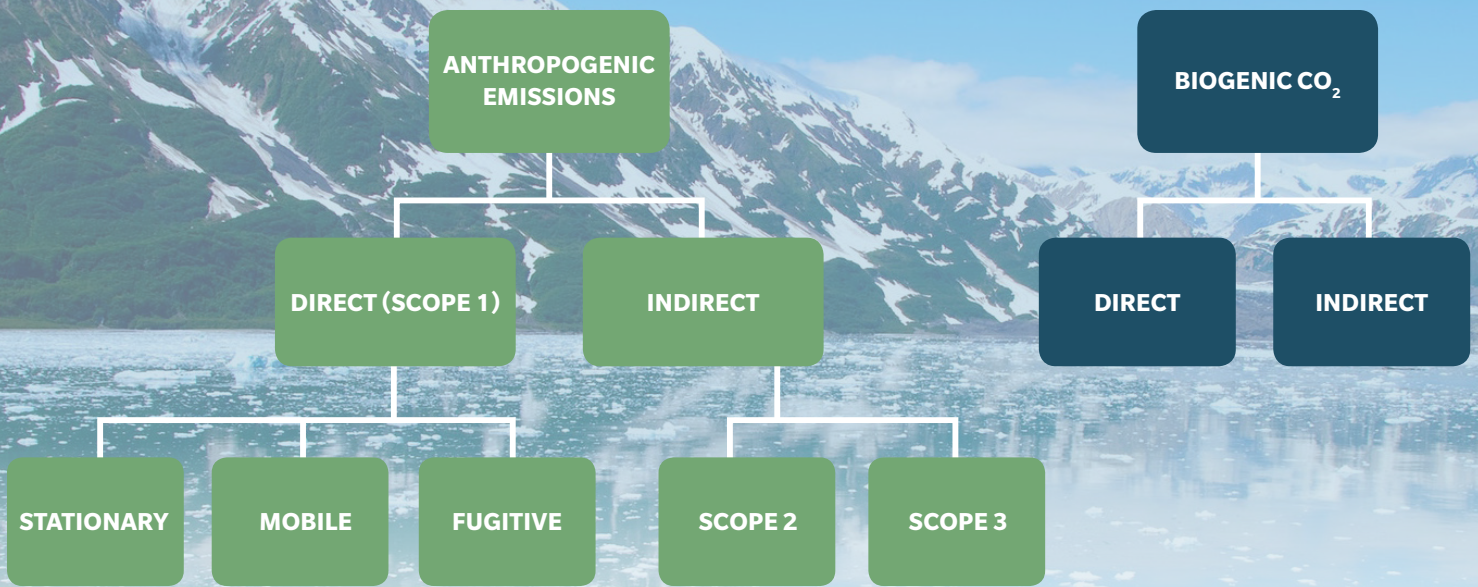 ANTHROPOGENIC
EMISSIONS
BIOGENIC CO₂
DIRECT (SCOPE 1)
INDIRECT
DIRECT
INDIRECT
STATIONARY
MOBILE
FUGITIVE
SCOPE 2
SCOPE 3